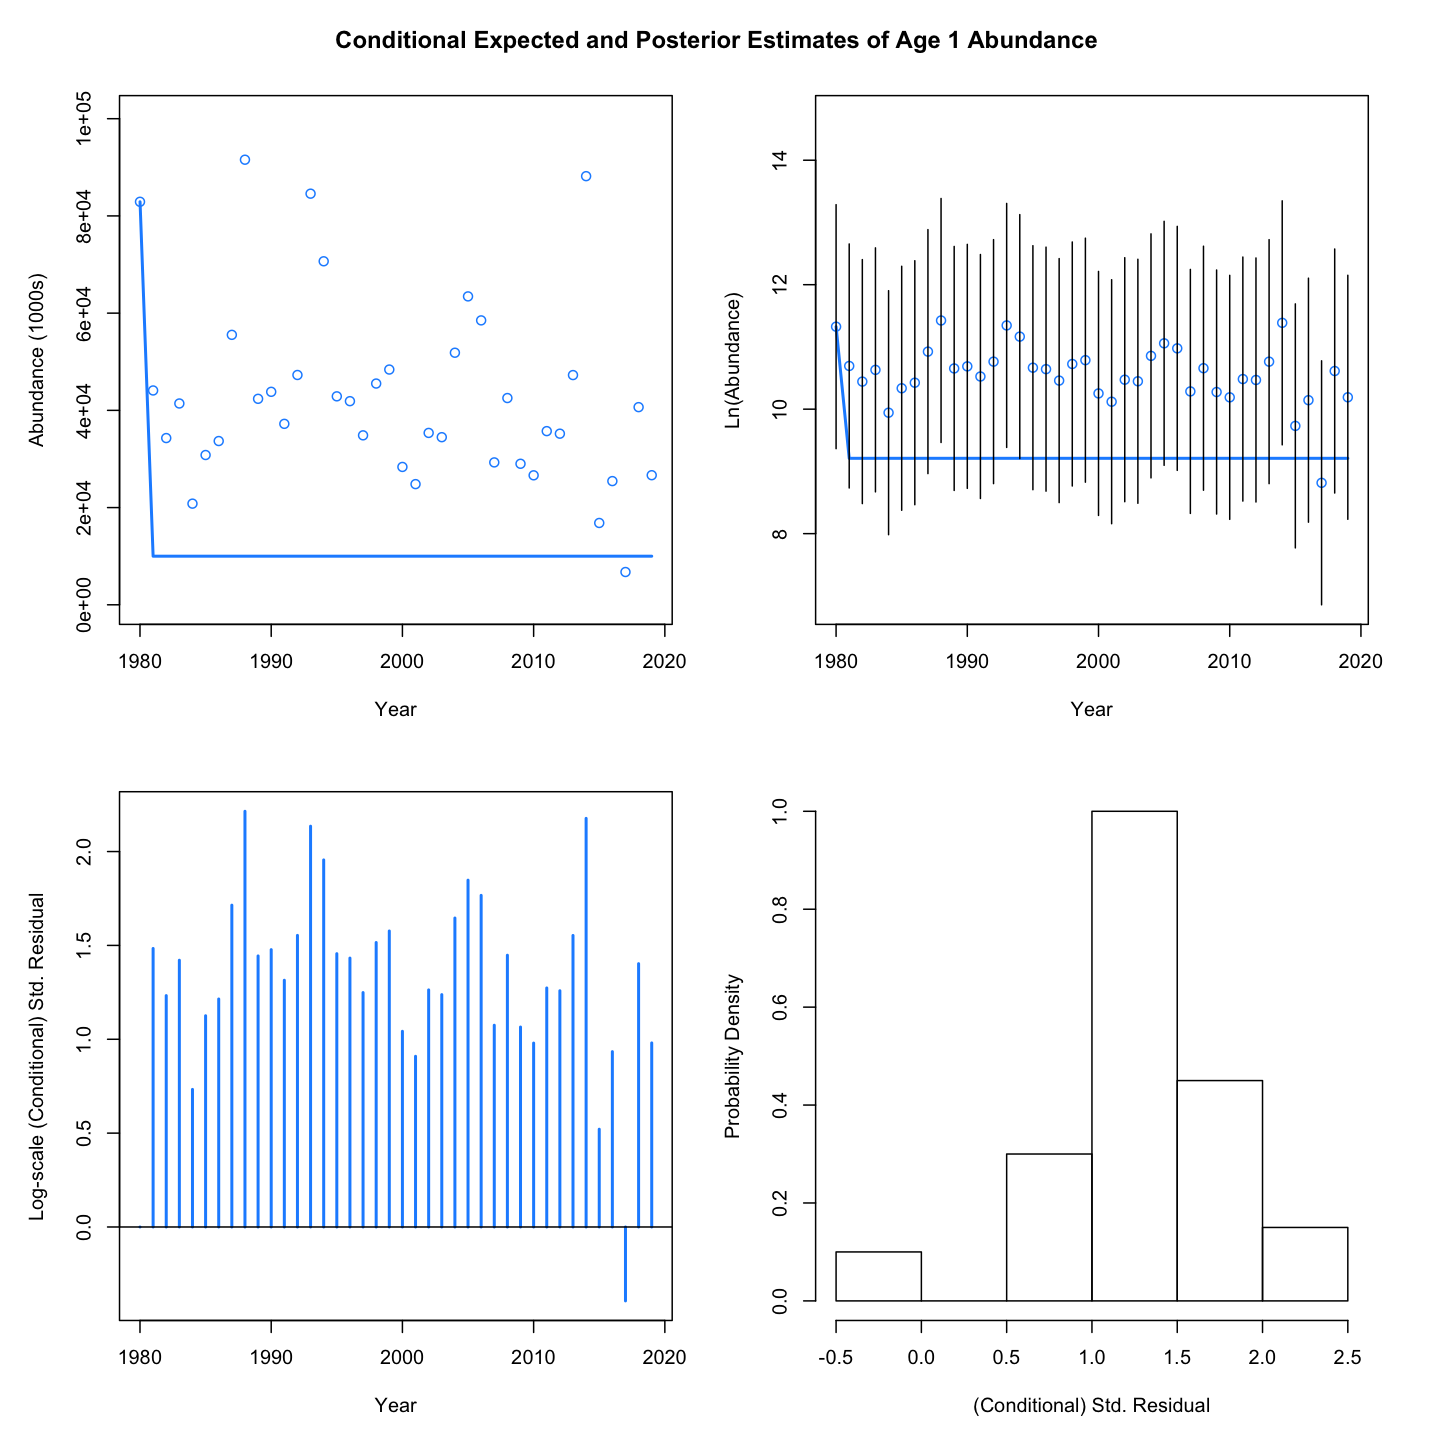 Conditional Expected and Posterior Estimates of Age 1 Abundance
Abundance (1000s)
1e+05
8e+04
6e+04
4e+04
2e+04
0e+00
1980 1990 2000 2010 2020
Year
Ln(Abundance)
14
12
10
8
1980 1990 2000 2010 2020
Year
Log-scale (Conditional) Std. Residual
2.0
1.5
1.0
0.5
0.0
1980 1990 2000 2010 2020
Year
Probability Density
1.0
0.8
0.6
0.4
0.2
0.0
-0.5 0.0 0.5 1.0 1.5 2.0 2.5
(Conditional) Std. Residual